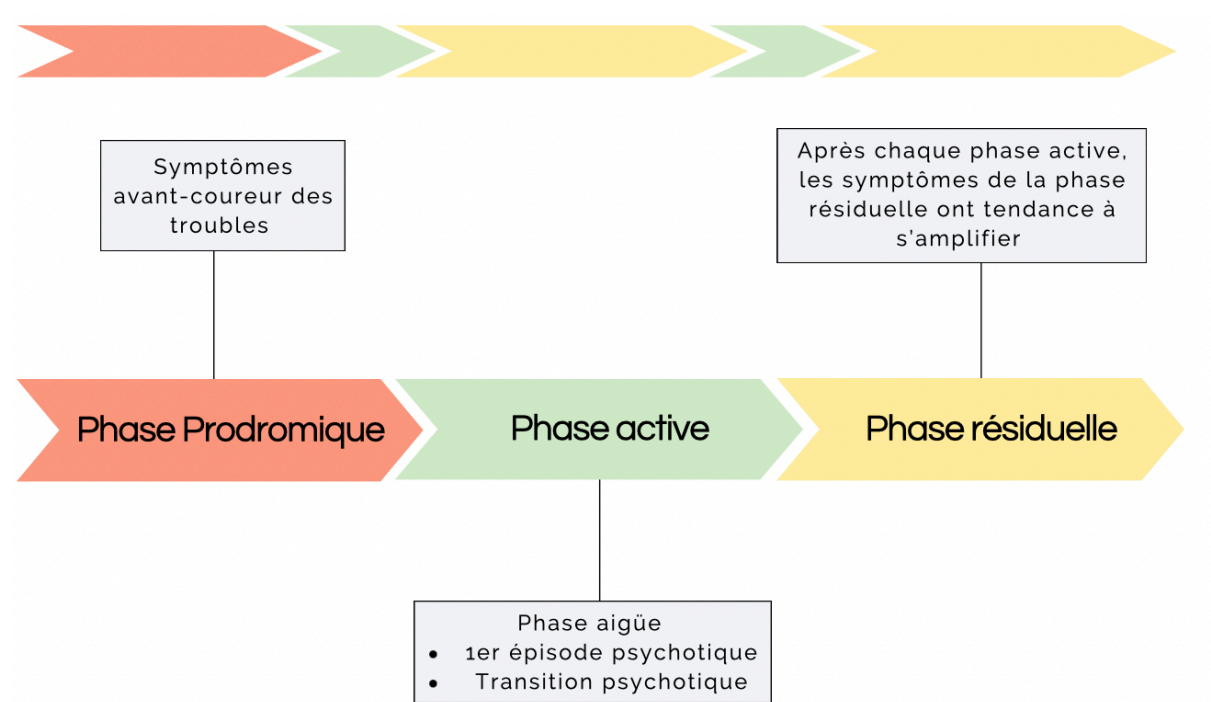 Symptômes
avant-coureur des
troubles
Après chaque phase active,
les symptômes de la phase
résiduelle ont tendance à
s'amplifier
Phase Prodromique
Phase active
Phase résiduelle
Phase aigüe
• 1er épisode psychotique
• Transition psychotique